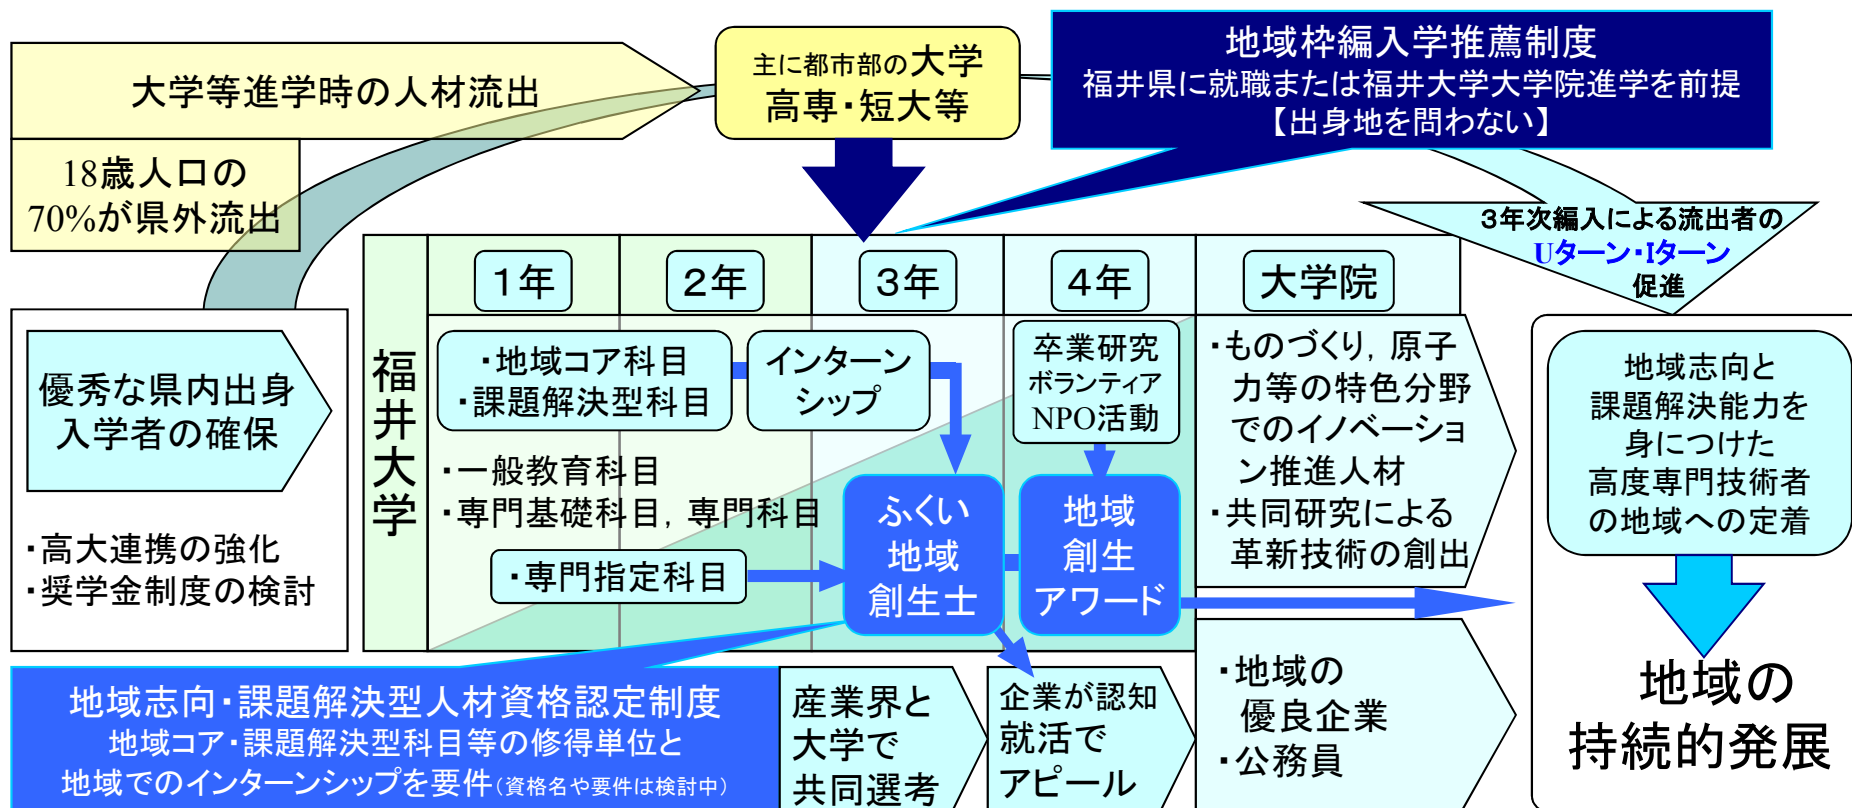 大学等進学時の人材流出
18歳人口の
70%が県外流出
主に都市部の大学
高専・短大等
地域枠編入学推薦制度
福井県に就職または福井大学大学院進学を前提
【出身地を問わない】
3年次編入による流出者の
Uターン・Iターン
促進
優秀な県内出身
入学者の確保
・高大連携の強化
・奨学金制度の検討
福井大学
1年
2年
3年
4年
大学院
・地域コア科目
・課題解決型科目
インターン
シップ
卒業研究
ボランティア
NPO活動
・一般教育科目
・専門基礎科目,専門科目
・専門指定科目
ふくい
地域
創生士
地域
創生
アワード
・ものづくり,原子
力等の特色分野
でのイノベーショ
ン推進人材
・共同研究による
革新技術の創出
・地域の
優良企業
・公務員
地域志向・課題解決型人材資格認定制度
地域コア・課題解決型科目等の修得単位と
地域でのインターンシップを要件(資格名や要件は検討中)
産業界と
大学で
共同選考
企業が認知
就活で
アピール
地域志向と
課題解決能力を
身につけた
高度専門技術者
の地域への定着
地域の
持続的発展